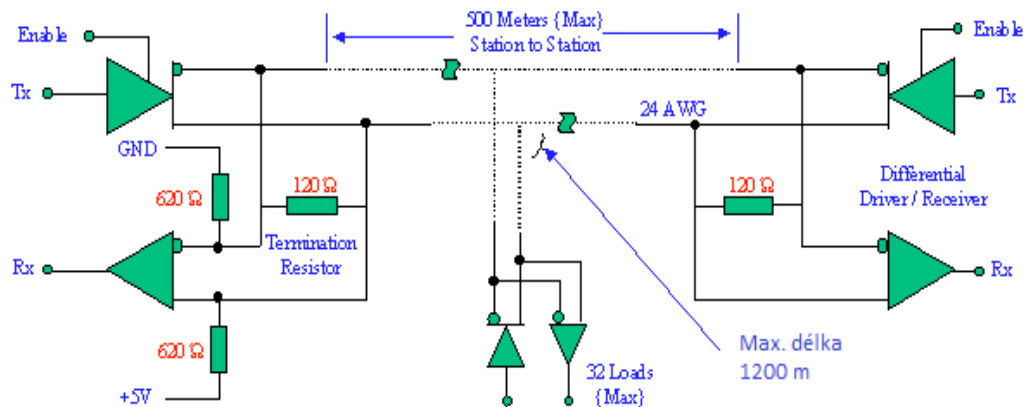 500 Meters {Max}
Station to Station
Enable
Enable
Tx
Tx
24 AWG
GND
620 Ω
120 Ω
120 Ω
Differential
Driver / Receiver
Termination
Resistor
Rx
Rx
620 Ω
+5V
32 Loads
{Max}
Max. délka
1200 m